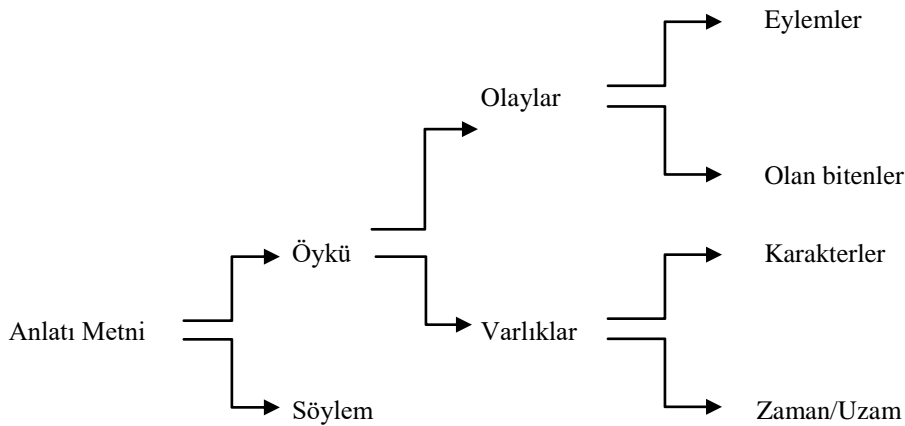 Eylemler
Olaylar
Olan bitenler
Öykü
Karakterler
Anlatı Metni
Varlıklar
Söylem
Zaman/Uzam